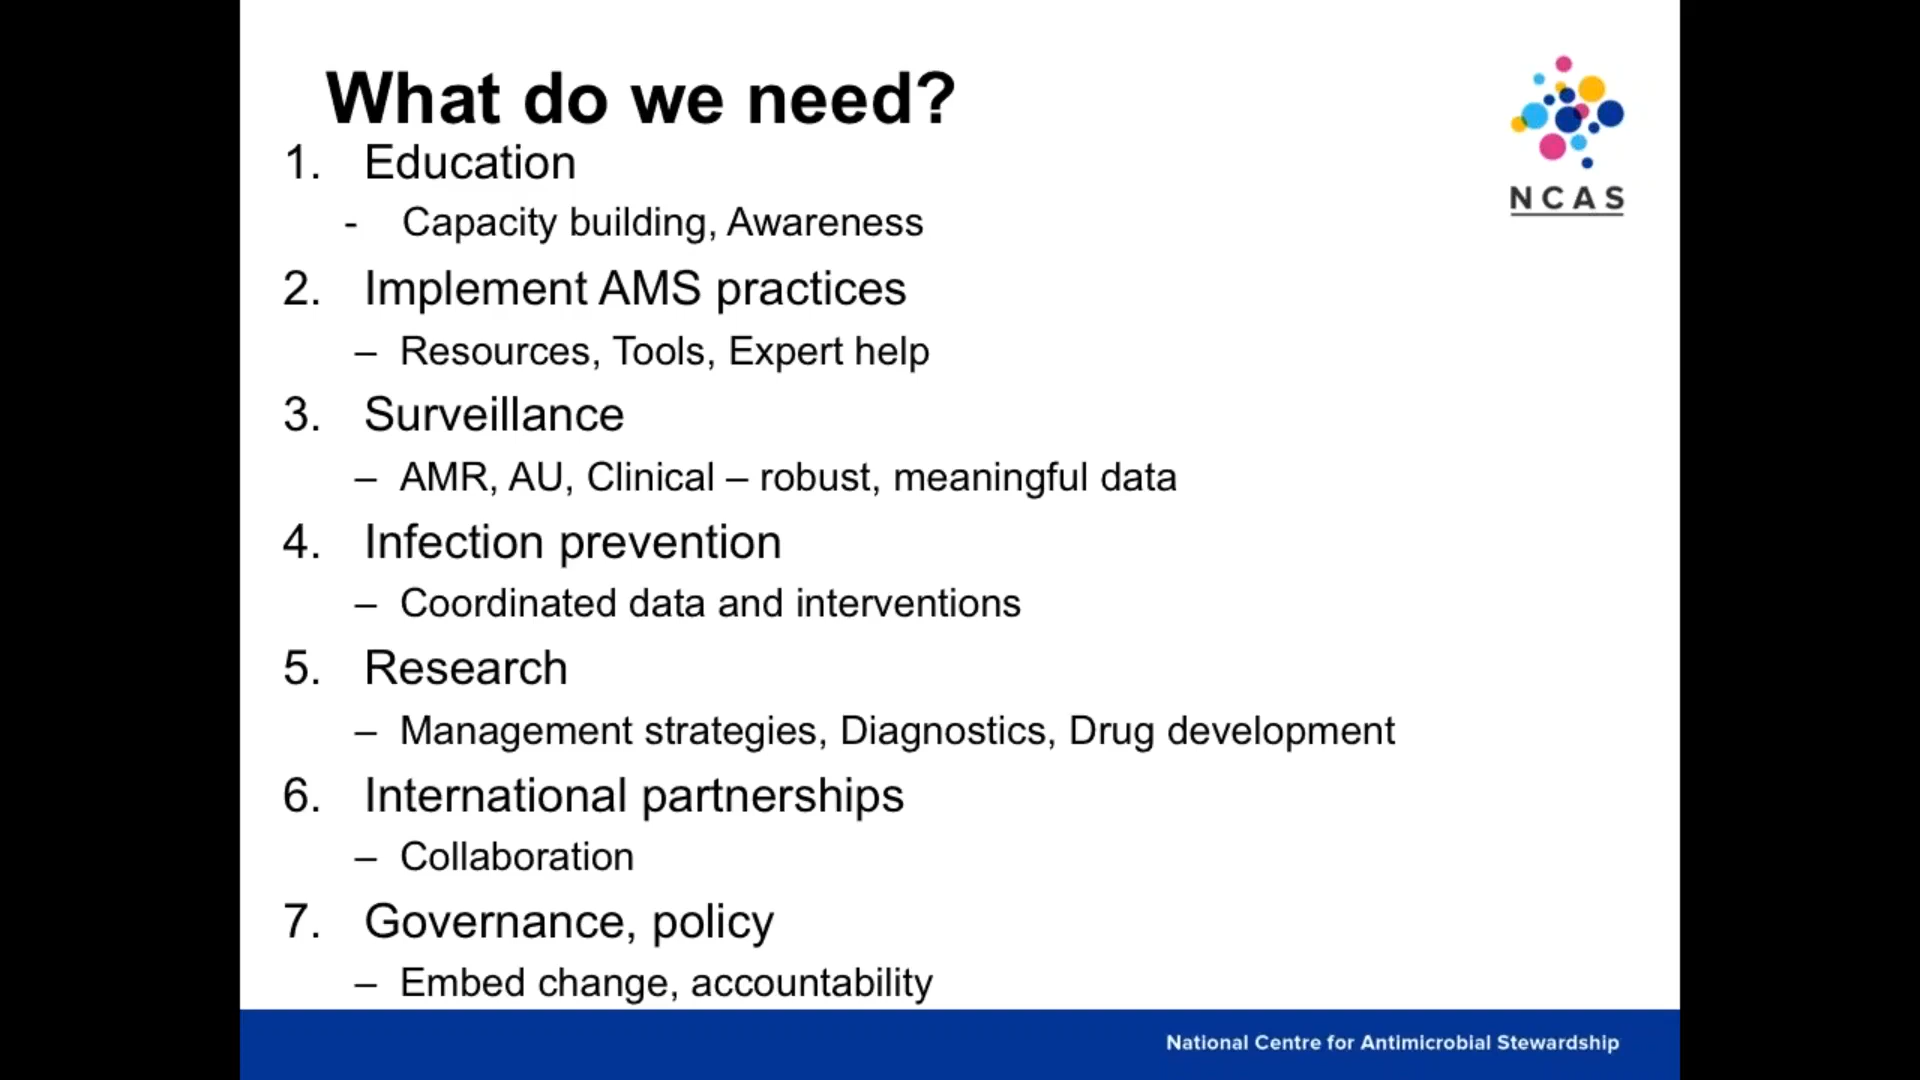 What do we need?
NCAS
1. Education
- Capacity building, Awareness
2. Implement AMS practices
– Resources, Tools, Expert help
3. Surveillance
– AMR, AU, Clinical – robust, meaningful data
4. Infection prevention
– Coordinated data and interventions
5. Research
– Management strategies, Diagnostics, Drug development
6. International partnerships
– Collaboration
7. Governance, policy
– Embed change, accountability
National Centre for Antimicrobial Stewardship